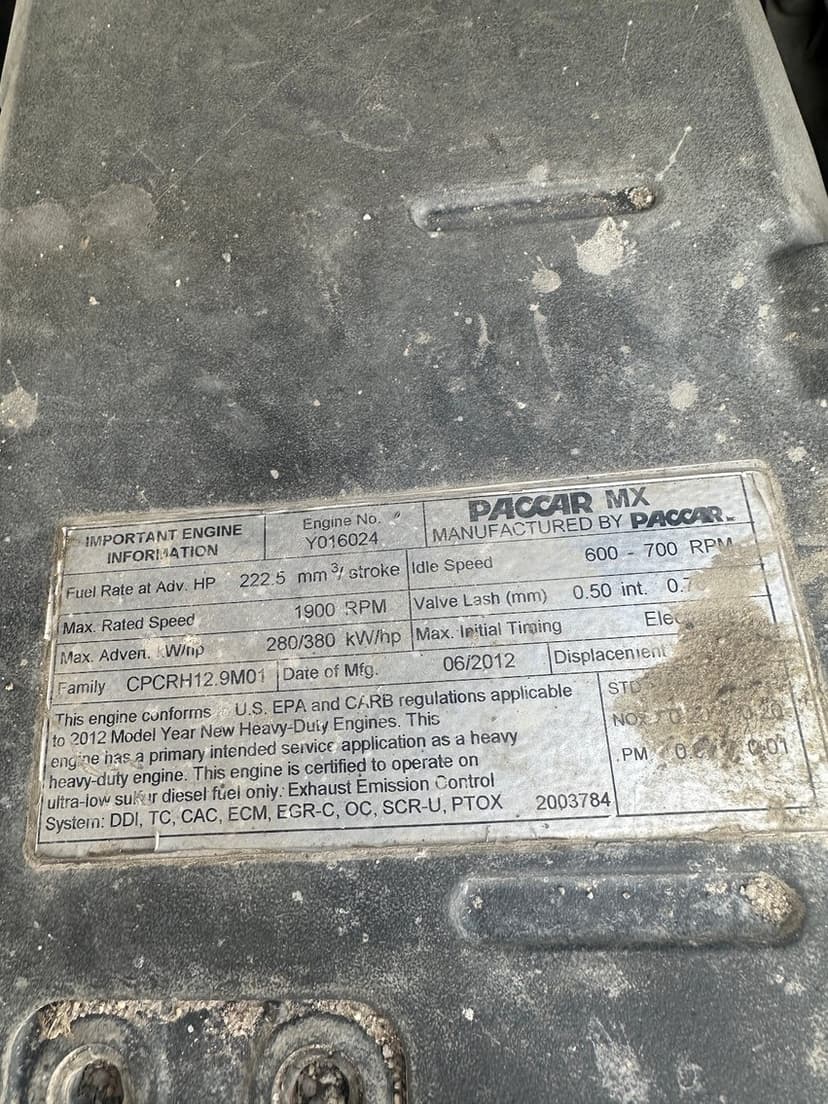 IMPORTANT ENGINE
INFORMATION
Engine No.
Y016024
PACCAR MX
MANUFACTURED BY PACCAR
Fuel Rate at Adv. HP 222.5 mm³/ stroke
Idle Speed 600 - 700 RPM
Max. Rated Speed 1900 RPM
Valve Lash (mm) 0.50 int.
Max. Advert. kW/hp 280/380 kW/hp
Max. Initial Timing
Family CPCRH12.9M01
Date of Mfg. 06/2012
Displacement
This engine conforms U.S. EPA and CARB regulations applicable
to 2012 Model Year New Heavy-Duty Engines. This
engine has a primary intended service application as a heavy
heavy-duty engine. This engine is certified to operate on
ultra-low sulfur diesel fuel only. Exhaust Emission Control
System: DDI, TC, CAC, ECM, EGR-C, OC, SCR-U, PTOX 2003784
STD
NOX
PM 0.01